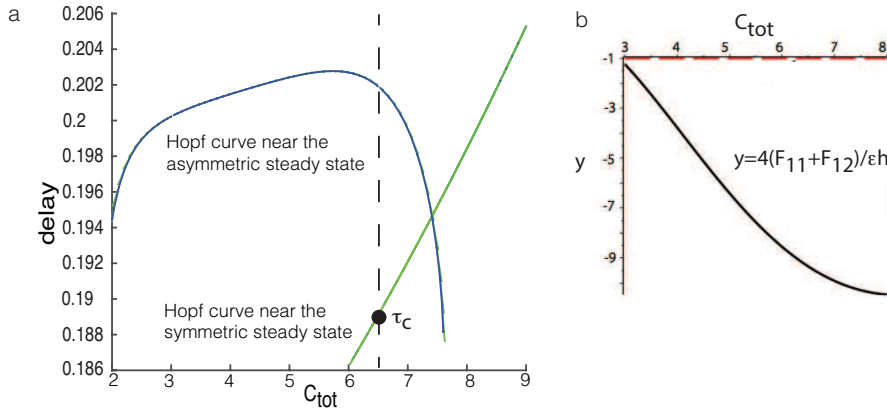 a
0.206
0.204
0.202
0.2
0.198
0.196
0.194
0.192
0.19
0.188
0.186
delay
Hopf curve near the
asymmetric steady state
Hopf curve near the
symmetric steady state
τc
2 3 4 5 6 7 8 9
Ctot
b
Ctot
3 4 5 6 7 8
-1
-3
-5
-7
-9
y
y=4(F11+F12)/εh